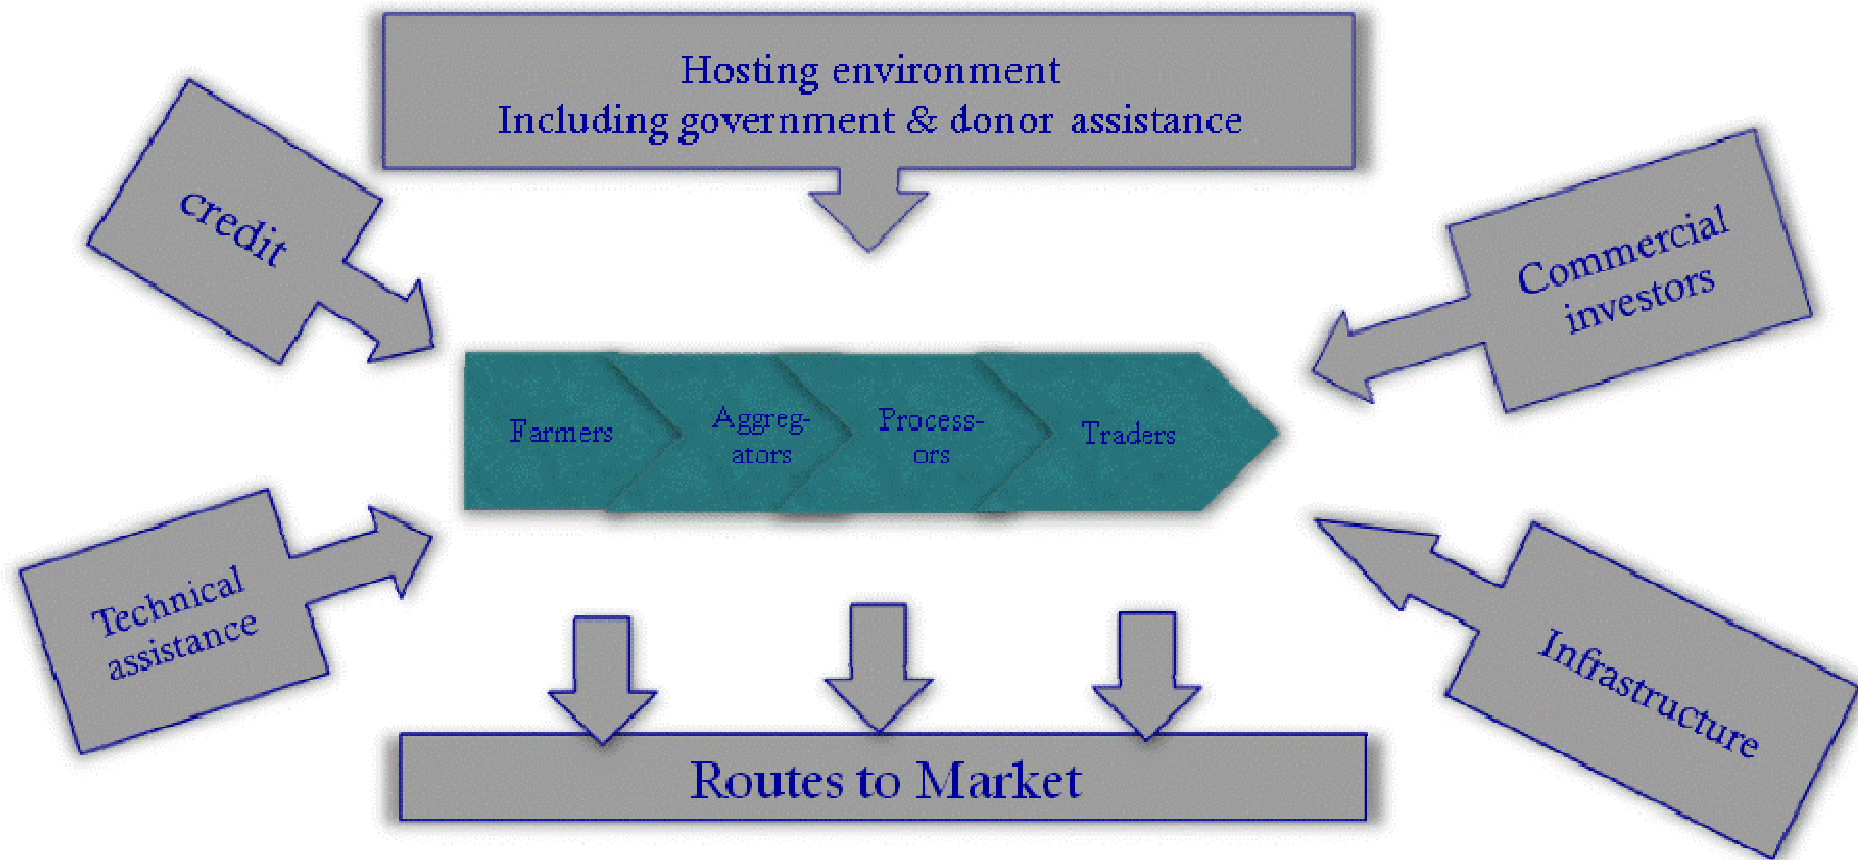 Hosting environment
Including government & donor assistance
credit
Commercial
investors
Farmers
Aggreg-
ators
Process-
ors
Traders
Technical
assistance
Infrastructure
Routes to Market